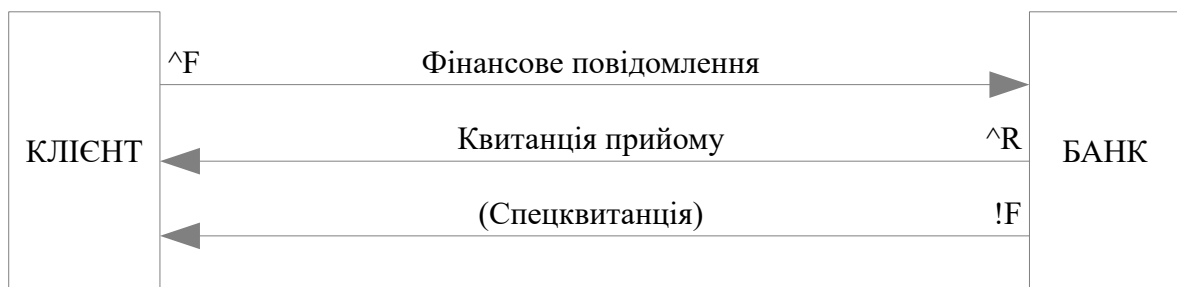 ^F Фінансове повідомлення
Квитанція прийому ^R
КЛІЄНТ БАНК
(Спецквитанція) !F